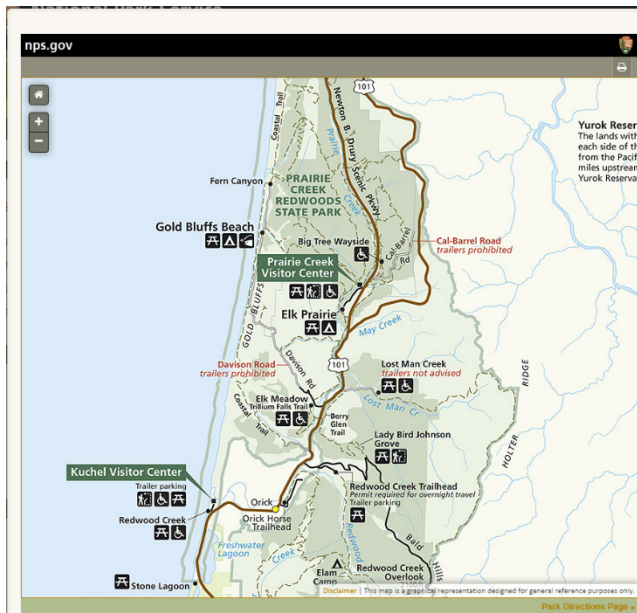 National Park Service
nps.gov
101
Coastal Trail
Newton B. Drury Scenic Pkwy
Prairie
Creek
Yurok Reser
The lands with
each side of th
from the Pacif
miles upstream
Yurok Reserva
Fern Canyon
PRAIRIE
CREEK
REDWOODS
STATE PARK
Gold Bluffs Beach
Big Tree Wayside
Cal-Barrel
Rd
Cal-Barrel Road
trailers prohibited
Prairie Creek
Visitor Center
GOLD BLUFFS
Elk Prairie
May Creek
Davison Road
trailers prohibited
Davison Rd
101
Lost Man Creek
trailers not advised
Elk Meadow
Trillium Falls Trail
Lost Man Cr
Berry
Glen
Trail
Coastal
Trail
RIDGE
HOLTER
Lady Bird Johnson
Grove
Kuchel Visitor Center
Trailer parking
Redwood Creek
Orick
Orick Horse
Trailhead
Redwood Creek Trailhead
Permit required for overnight travel
Trailer parking
Freshwater
Lagoon
Creek
Redwood
Bald
Hills
Elam
Camp
Redwood Creek
Overlook
Stone Lagoon
Disclaimer | This map is a graphical representation designed for general reference purposes only.
Park Directions Page »